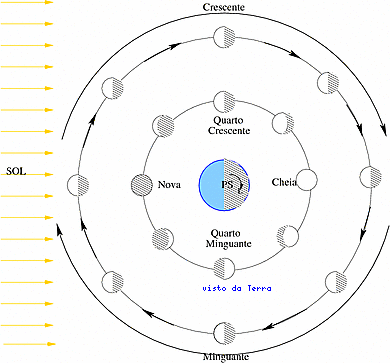 Crescente
Quarto
Crescente
SOL
Nova
PS
Cheia
Quarto
Minguante
visto da Terra
Minguante